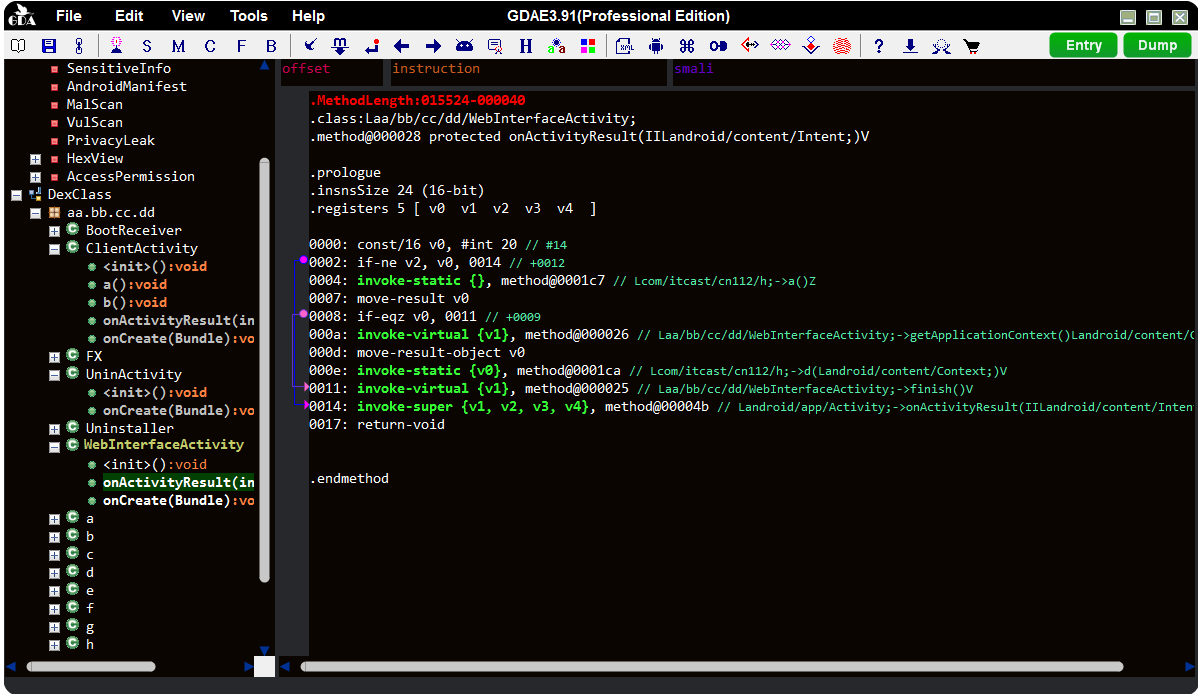 GDA File Edit View Tools Help GDAE3.91(Professional Edition)
S M C F B H a a XML ? Entry Dump
offset instruction smali
SensitiveInfo
AndroidManifest
MalScan
VulScan
PrivacyLeak
HexView
AccessPermission
DexClass
aa.bb.cc.dd
BootReceiver
ClientActivity
<init>():void
a():void
b():void
onActivityResult(in
onCreate(Bundle):vo
FX
UninActivity
<init>():void
onCreate(Bundle):vo
Uninstaller
WebInterfaceActivity
<init>():void
onActivityResult(in
onCreate(Bundle):vo
a
b
c
d
e
f
g
h
.MethodLength:015524-000040
.class:Laa/bb/cc/dd/WebInterfaceActivity;
.method@000028 protected onActivityResult(IILandroid/content/Intent;)V
.prologue
.insnsSize 24 (16-bit)
.registers 5 [ v0 v1 v2 v3 v4 ]
0000: const/16 v0, #int 20 // #14
0002: if-ne v2, v0, 0014 // +0012
0004: invoke-static {}, method@0001c7 // Lcom/itcast/cn112/h;->a()Z
0007: move-result v0
0008: if-eqz v0, 0011 // +0009
000a: invoke-virtual {v1}, method@000026 // Laa/bb/cc/dd/WebInterfaceActivity;->getApplicationContext()Landroid/content/C
000d: move-result-object v0
000e: invoke-static {v0}, method@0001ca // Lcom/itcast/cn112/h;->d(Landroid/content/Context;)V
0011: invoke-virtual {v1}, method@000025 // Laa/bb/cc/dd/WebInterfaceActivity;->finish()V
0014: invoke-super {v1, v2, v3, v4}, method@00004b // Landroid/app/Activity;->onActivityResult(IILandroid/content/Inten
0017: return-void
.endmethod